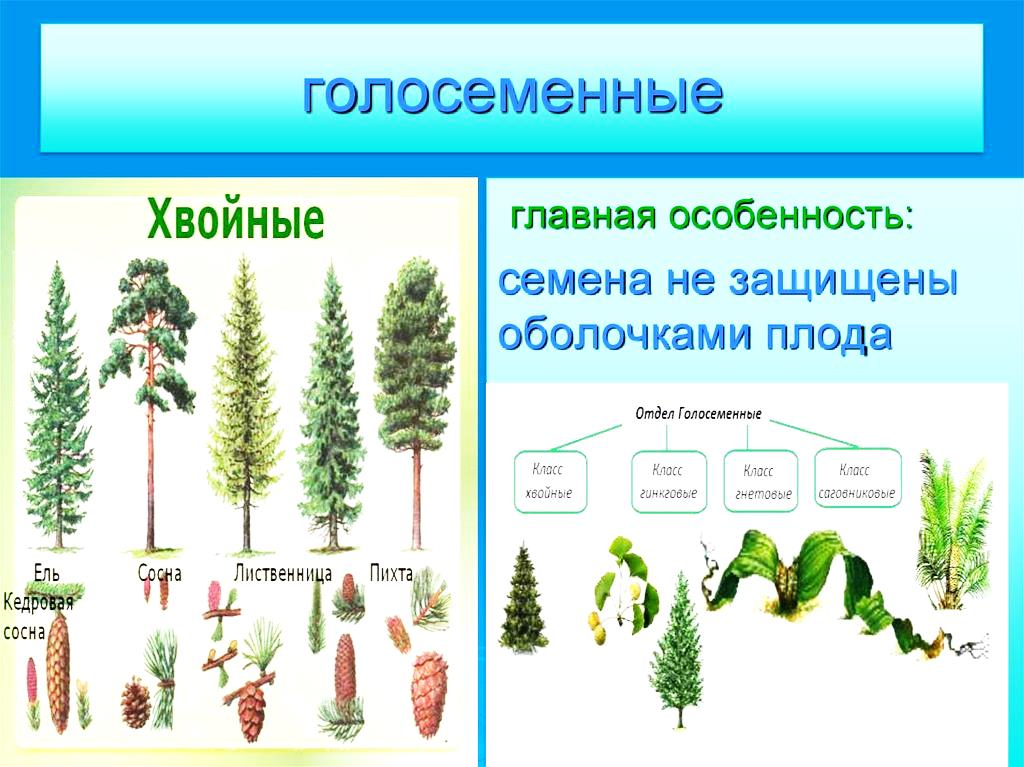 голосеменные
Хвойные
Ель
Сосна
Лиственница
Пихта
Кедровая
сосна
главная особенность:
семена не защищены
оболочками плода
Отдел Голосеменные
Класс
хвойные
Класс
гинкговые
Класс
гнетовые
Класс
саговниковые